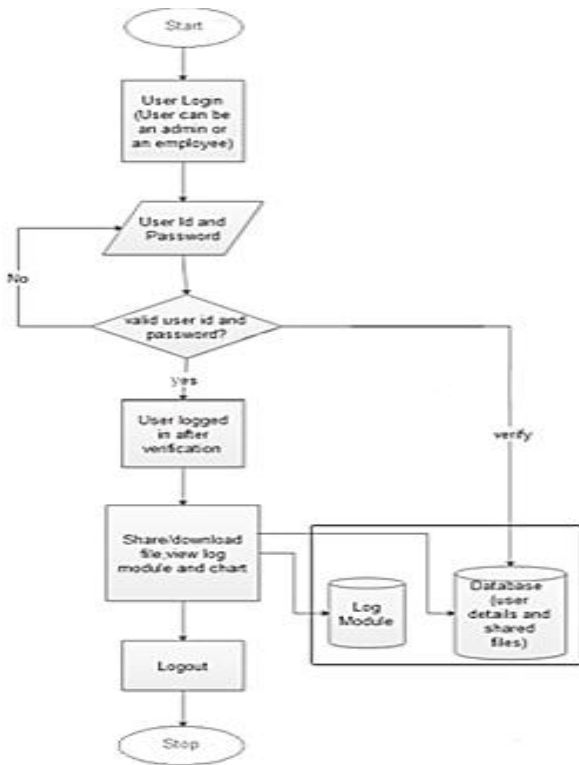 Start
User Login
(User can be
an admin or
an employee)
User Id and
Password
No
valid user id and
password?
yes
User logged
in after
verification
verify
Share/download
file,view log
module and chart
Log
Module
Database
(user
details and
shared
files)
Logout
Stop